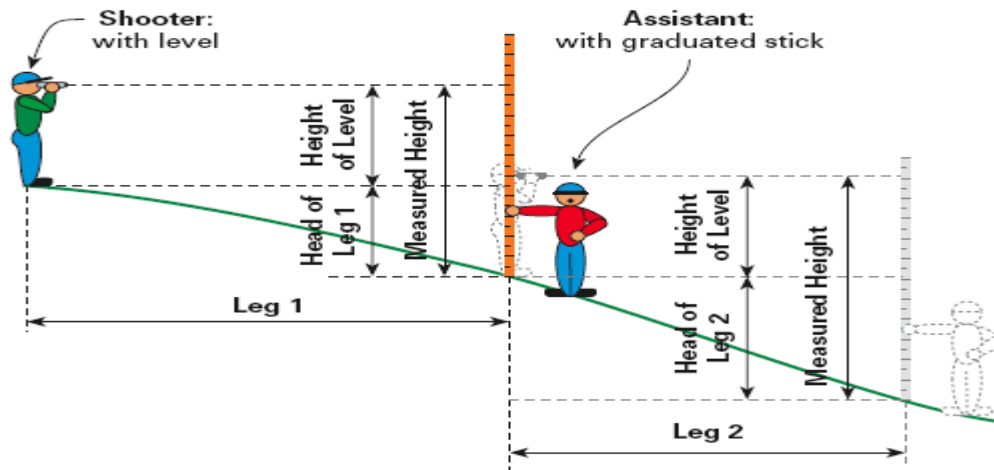 Shooter:
with level
Assistant:
with graduated stick
Height
of Level
Measured Height
Head of
Leg 1
Leg 1
Height
of Level
Measured Height
Head of
Leg 2
Leg 2